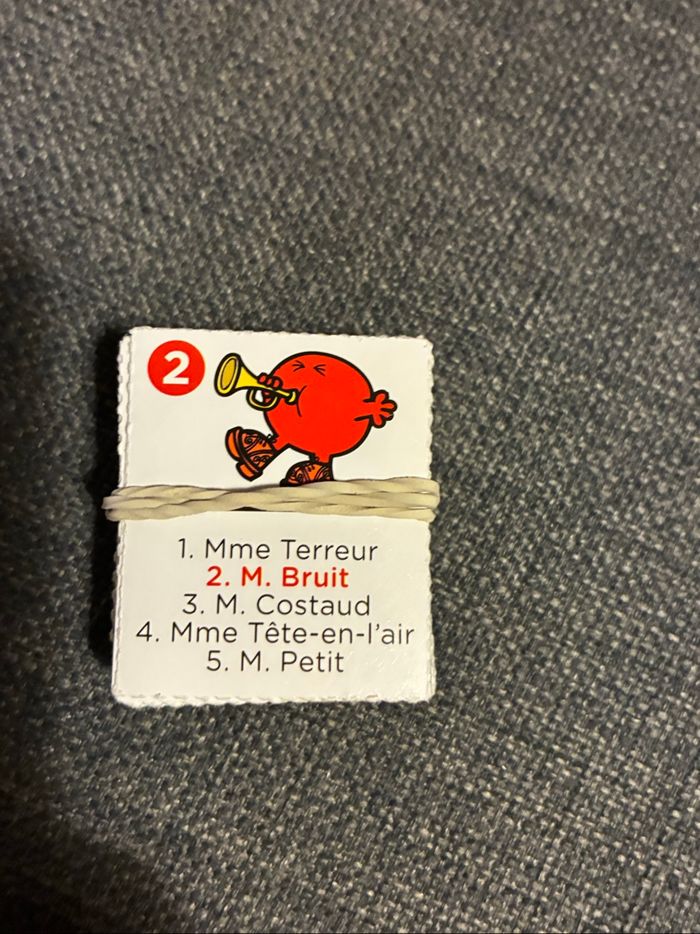 2
1. Mme Terreur
2. M. Bruit
3. M. Costaud
4. Mme Tête-en-l'air
5. M. Petit